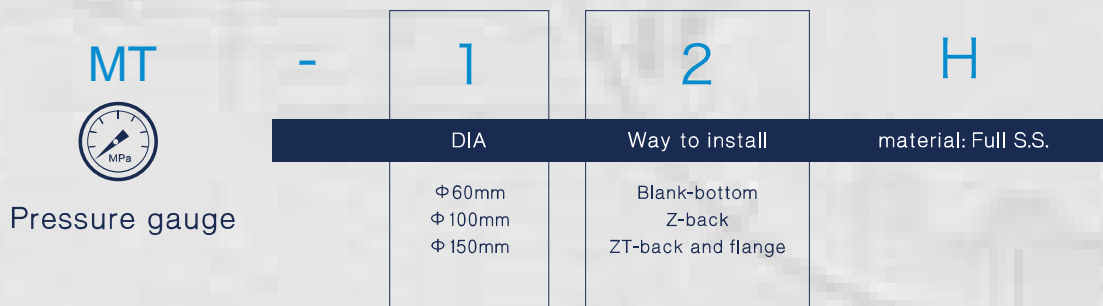 MT - 1 2 H
MPa
Pressure gauge
DIA Way to install material: Full S.S.
Φ60mm Blank-bottom
Φ100mm Z-back
Φ150mm ZT-back and flange